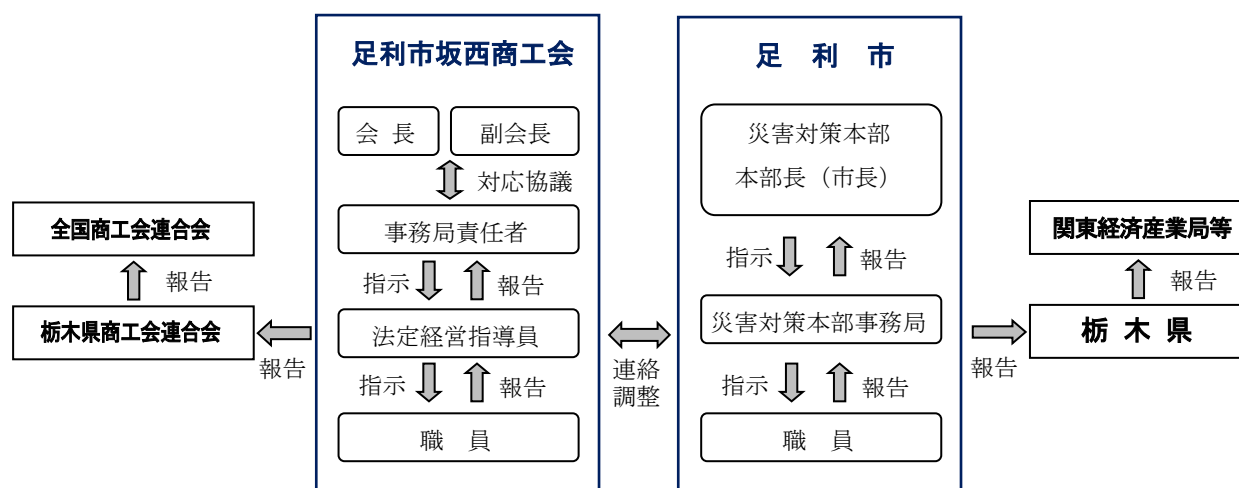 足利市坂西商工会
会 長
副会長
対応協議
事務局責任者
指示
報告
法定経営指導員
指示
報告
職 員
全国商工会連合会
報告
栃木県商工会連合会
報告
連絡
調整
足 利 市
災害対策本部
本部長（市長）
指示
報告
災害対策本部事務局
指示
報告
職 員
関東経済産業局等
報告
栃 木 県
報告